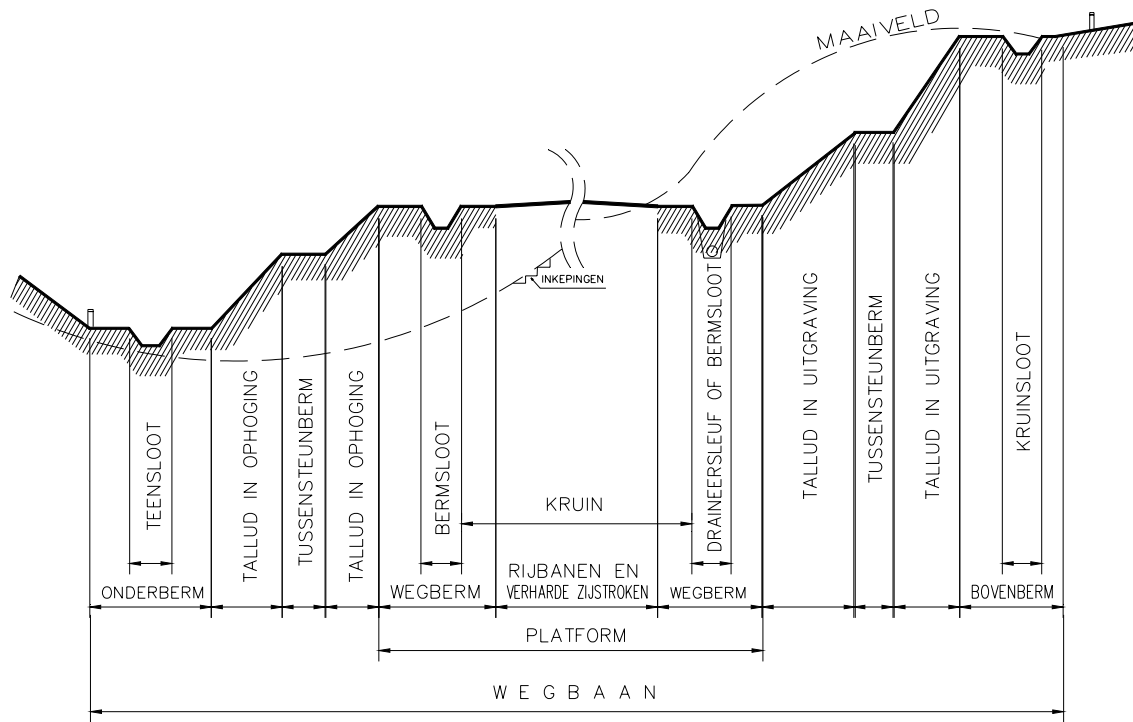 MAAIVELD
INKEPINGEN
TEENSLOOT
TALLUD IN OPHOGING
TUSSENSTEUNBERM
TALLUD IN OPHOGING
BERMSLOOT
KRUIN
DRAINEERSLEUF OF BERMSLOOT
TALLUD IN UITGRAVING
TUSSENSTEUNBERM
TALLUD IN UITGRAVING
KRUINSLOOT
ONDERBERM
WEGBERM
RIJBANEN EN
VERHARDE ZIJSTROKEN
WEGBERM
BOVENBERM
PLATFORM
WEGBAAN